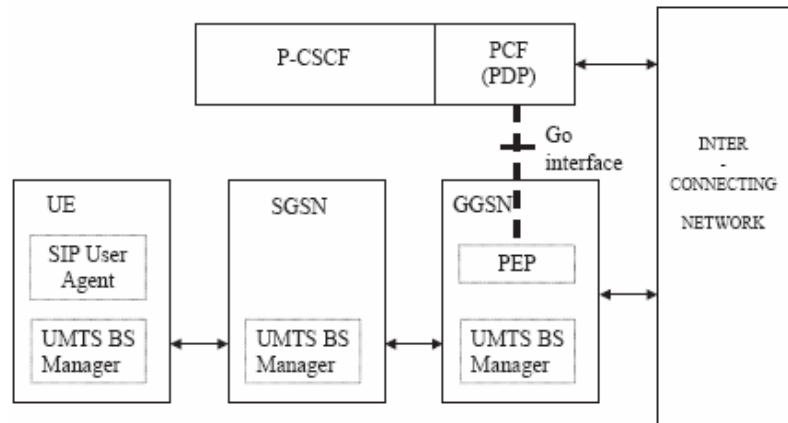 P-CSCF
PCF
(PDP)
Go
interface
INTER
-
CONNECTING
NETWORK
UE
SGSN
GGSN
SIP User
Agent
PEP
UMTS BS
Manager
UMTS BS
Manager
UMTS BS
Manager